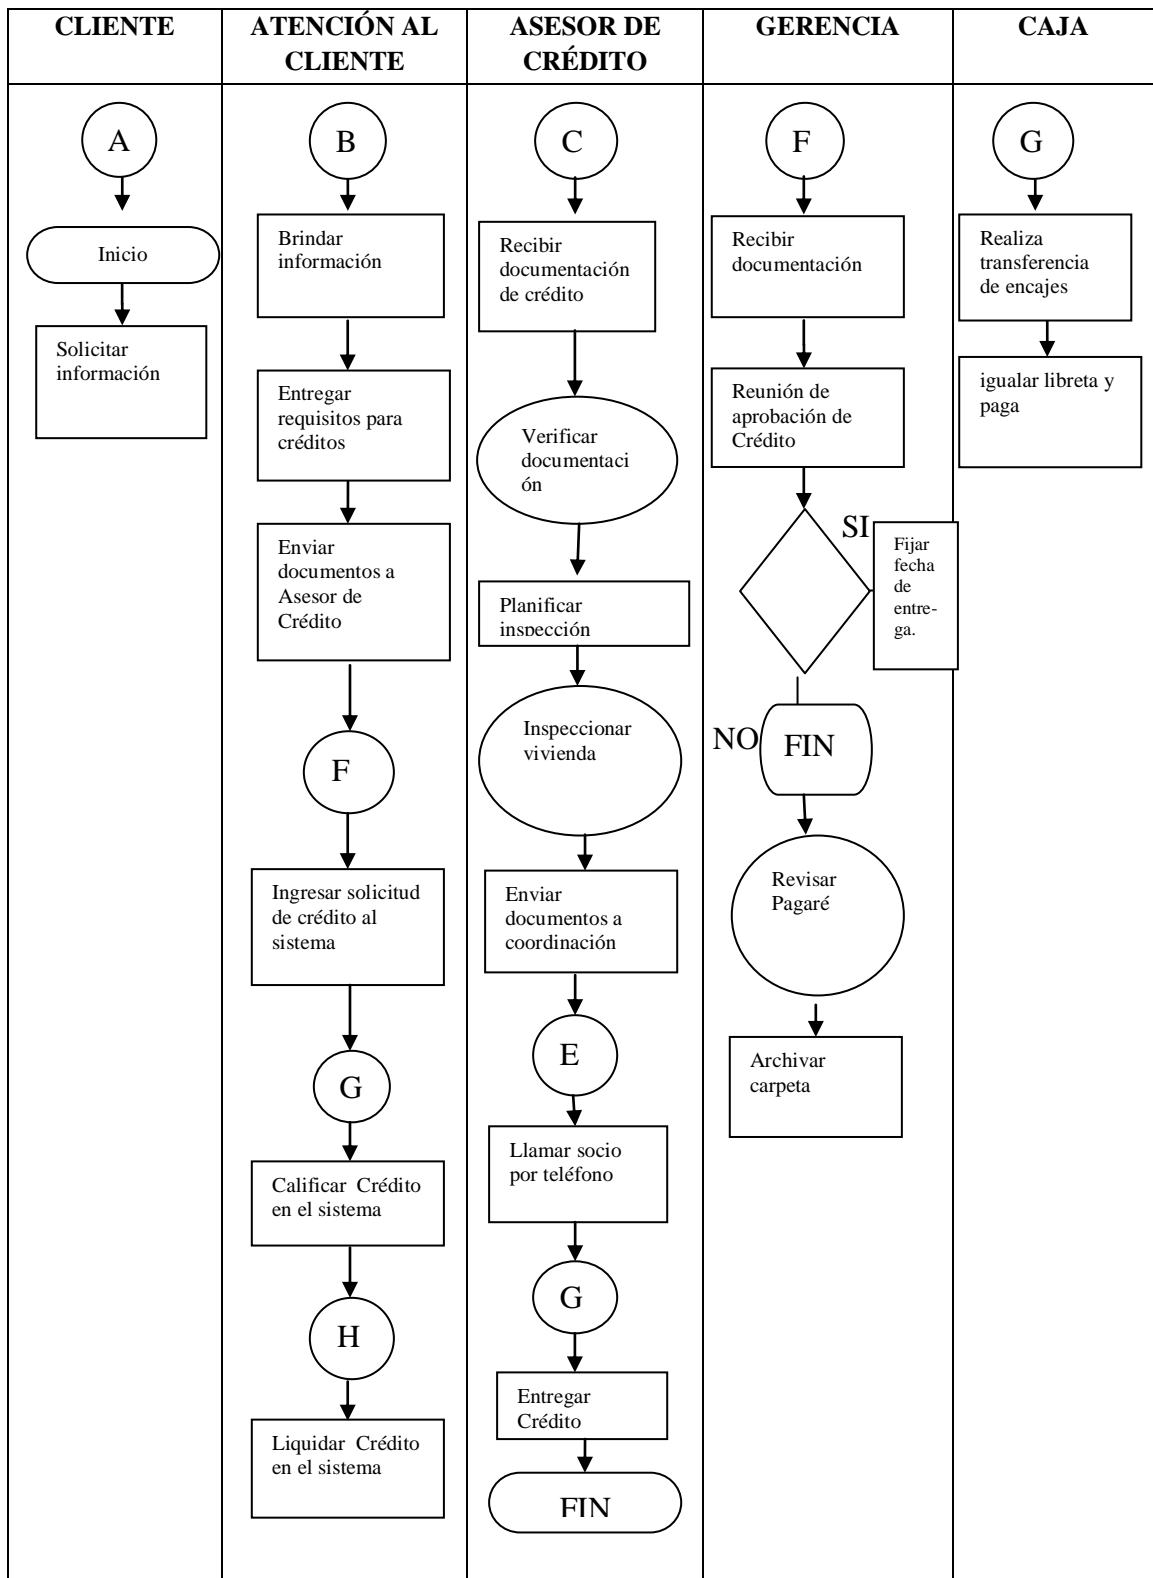 CLIENTE
ATENCIÓN AL
CLIENTE
ASESOR DE
CRÉDITO
GERENCIA
CAJA
A
Inicio
Solicitar
información
B
Brindar
información
Entregar
requisitos para
créditos
Enviar
documentos a
Asesor de
Crédito
F
Ingresar solicitud
de crédito al
sistema
G
Calificar Crédito
en el sistema
H
Liquidar Crédito
en el sistema
C
Recibir
documentación
de crédito
Verificar
documentaci
ón
Planificar
inspección
Inspeccionar
vivienda
Enviar
documentos a
coordinación
E
Llamar socio
por teléfono
G
Entregar
Crédito
FIN
F
Recibir
documentación
Reunión de
aprobación de
Crédito
SI
Fijar
fecha
de
entre-
ga.
NO
FIN
Revisar
Pagaré
Archivar
carpeta
G
Realiza
transferencia
de encajes
igualar libreta y
paga